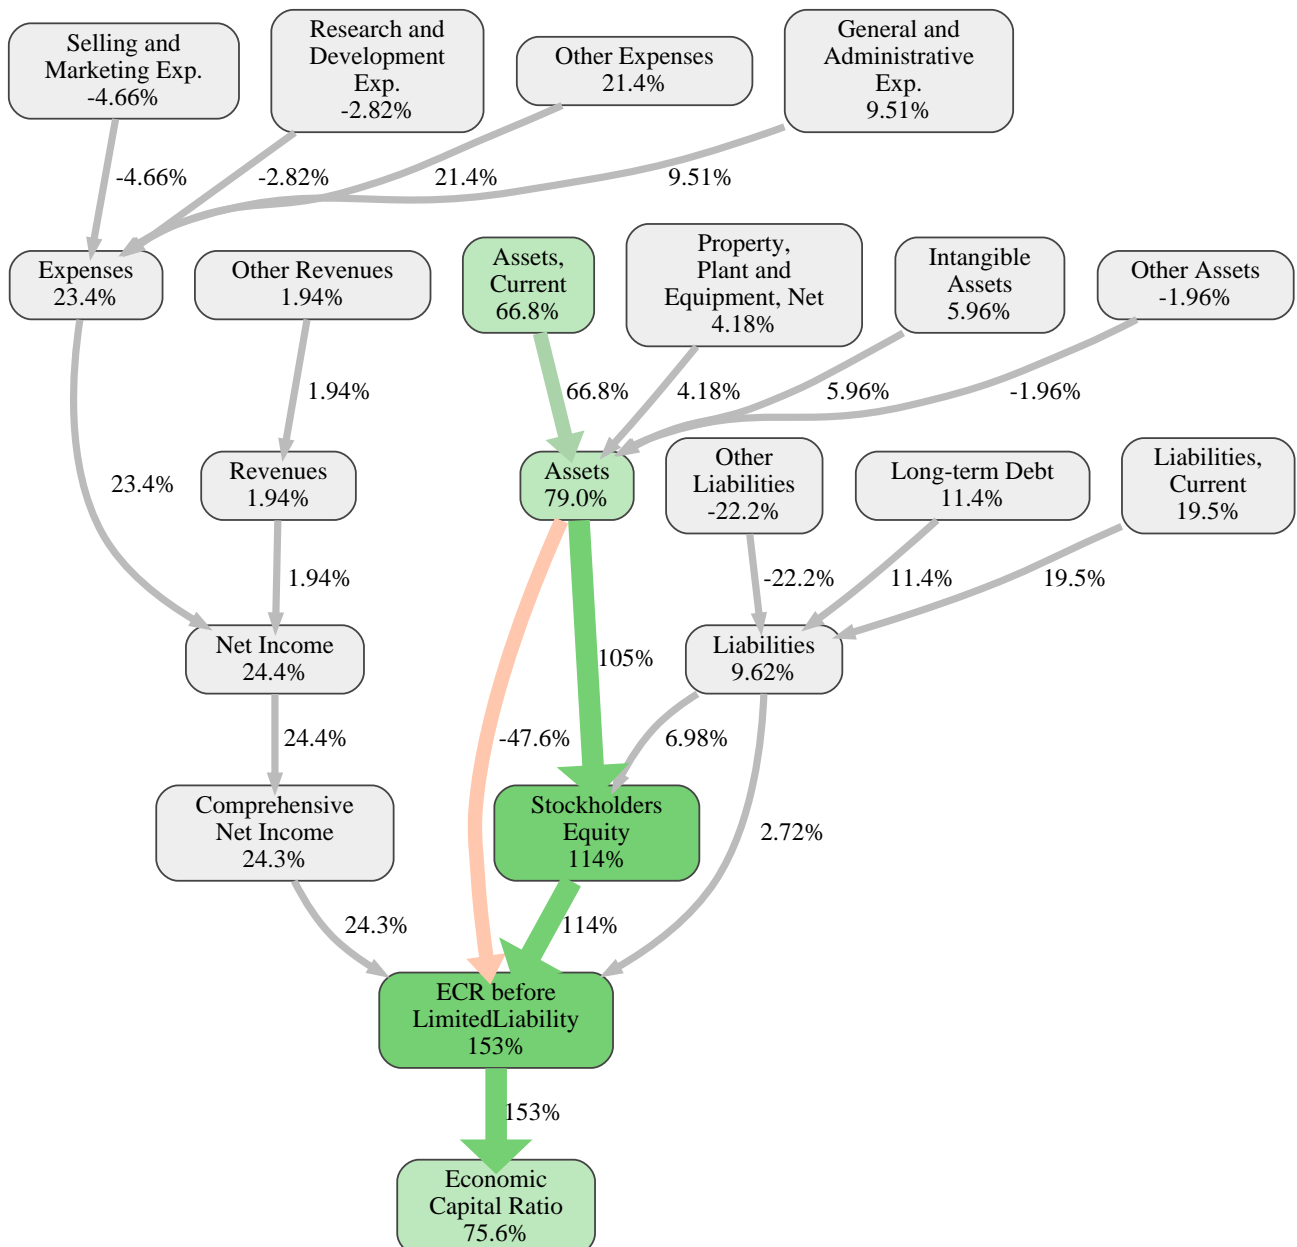 Selling and
Marketing Exp.
-4.66%
Research and
Development
Exp.
-2.82%
Other Expenses
21.4%
General and
Administrative
Exp.
9.51%
-4.66%
-2.82%
21.4%
9.51%
Expenses
23.4%
Other Revenues
1.94%
Assets,
Current
66.8%
Property,
Plant and
Equipment, Net
4.18%
Intangible
Assets
5.96%
Other Assets
-1.96%
1.94%
66.8%
4.18%
5.96%
-1.96%
23.4%
Revenues
1.94%
Assets
79.0%
Other
Liabilities
-22.2%
Long-term Debt
11.4%
Liabilities,
Current
19.5%
1.94%
-22.2%
11.4%
19.5%
Net Income
24.4%
105%
Liabilities
9.62%
24.4%
-47.6%
6.98%
Comprehensive
Net Income
24.3%
Stockholders
Equity
114%
2.72%
24.3%
114%
ECR before
LimitedLiability
153%
153%
Economic
Capital Ratio
75.6%